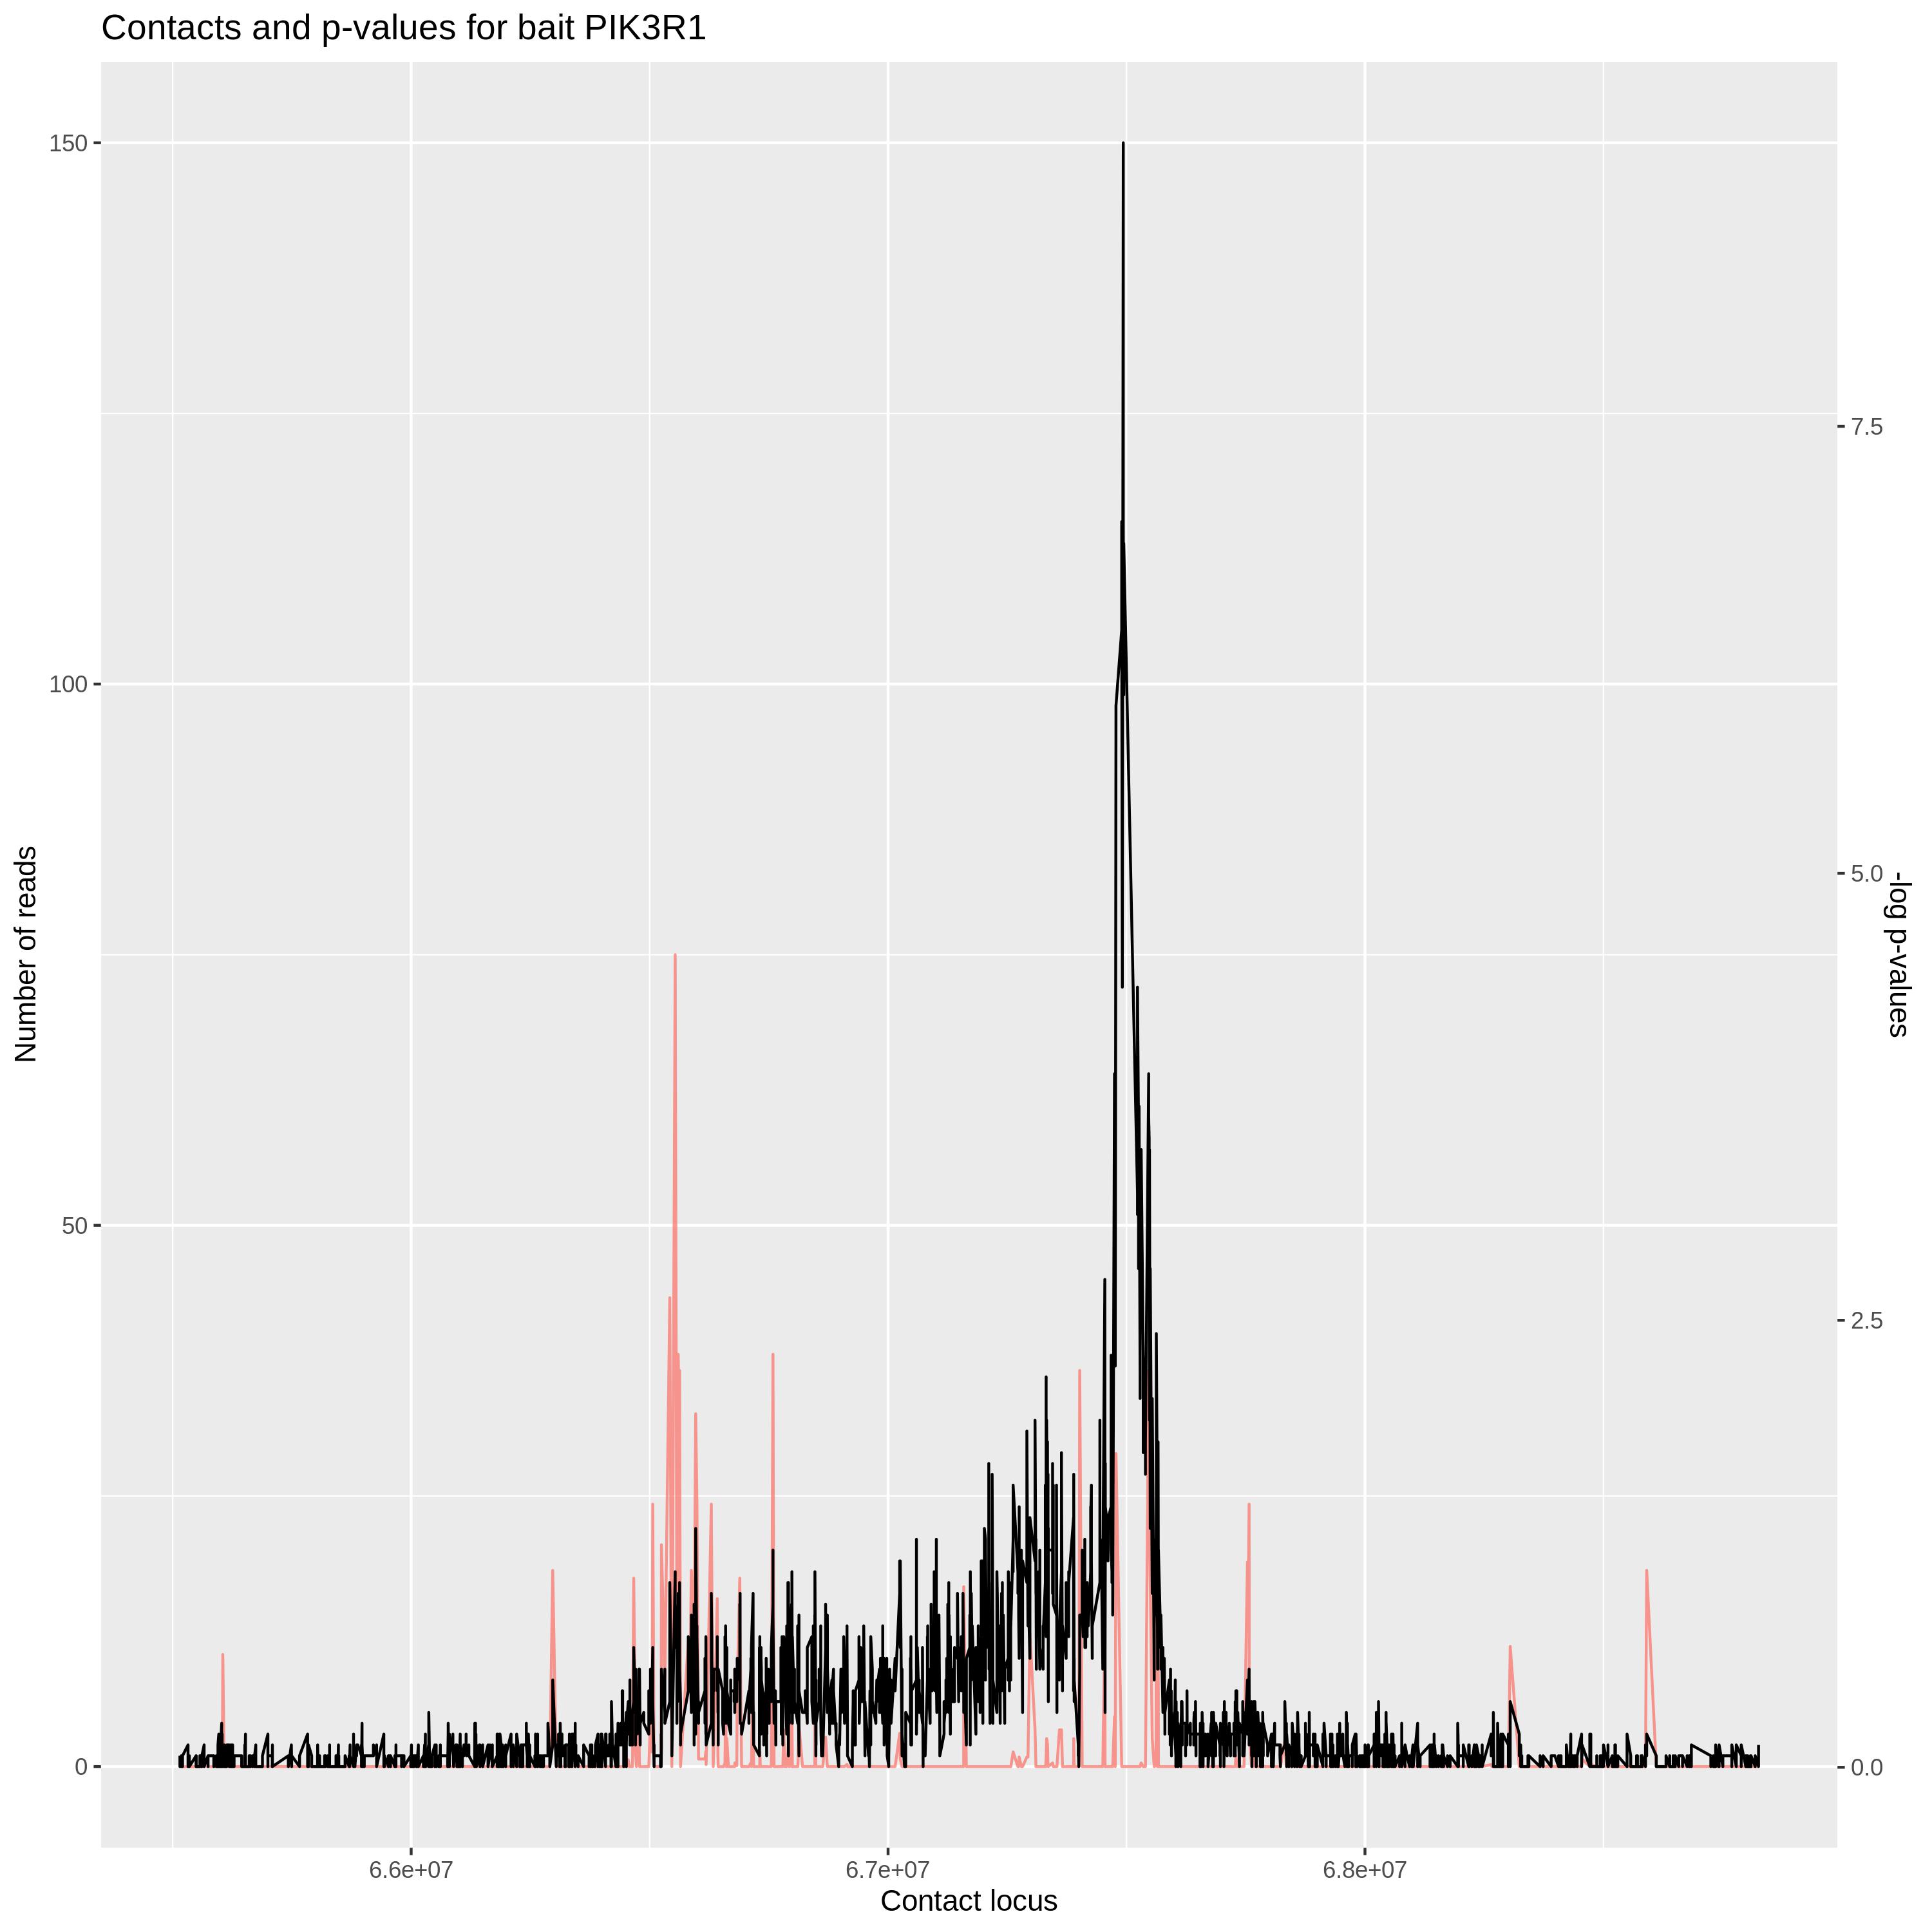 Contacts and p-values for bait PIK3R1
150
100
50
0
Number of reads
7.5
5.0
2.5
0.0
-log p-values
6.6e+07
6.7e+07
6.8e+07
Contact locus